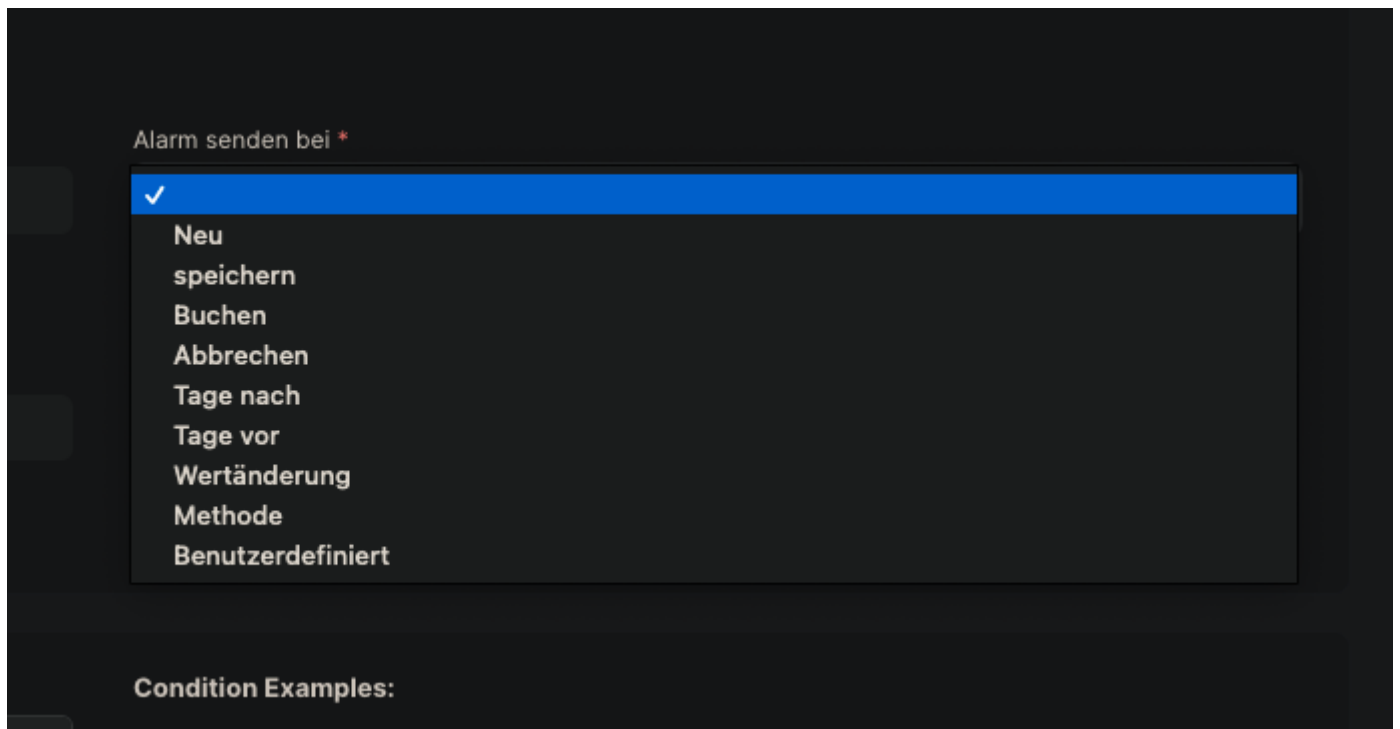 Alarm senden bei *
✓
Neu
speichern
Buchen
Abbrechen
Tage nach
Tage vor
Wertänderung
Methode
Benutzerdefiniert
Condition Examples: